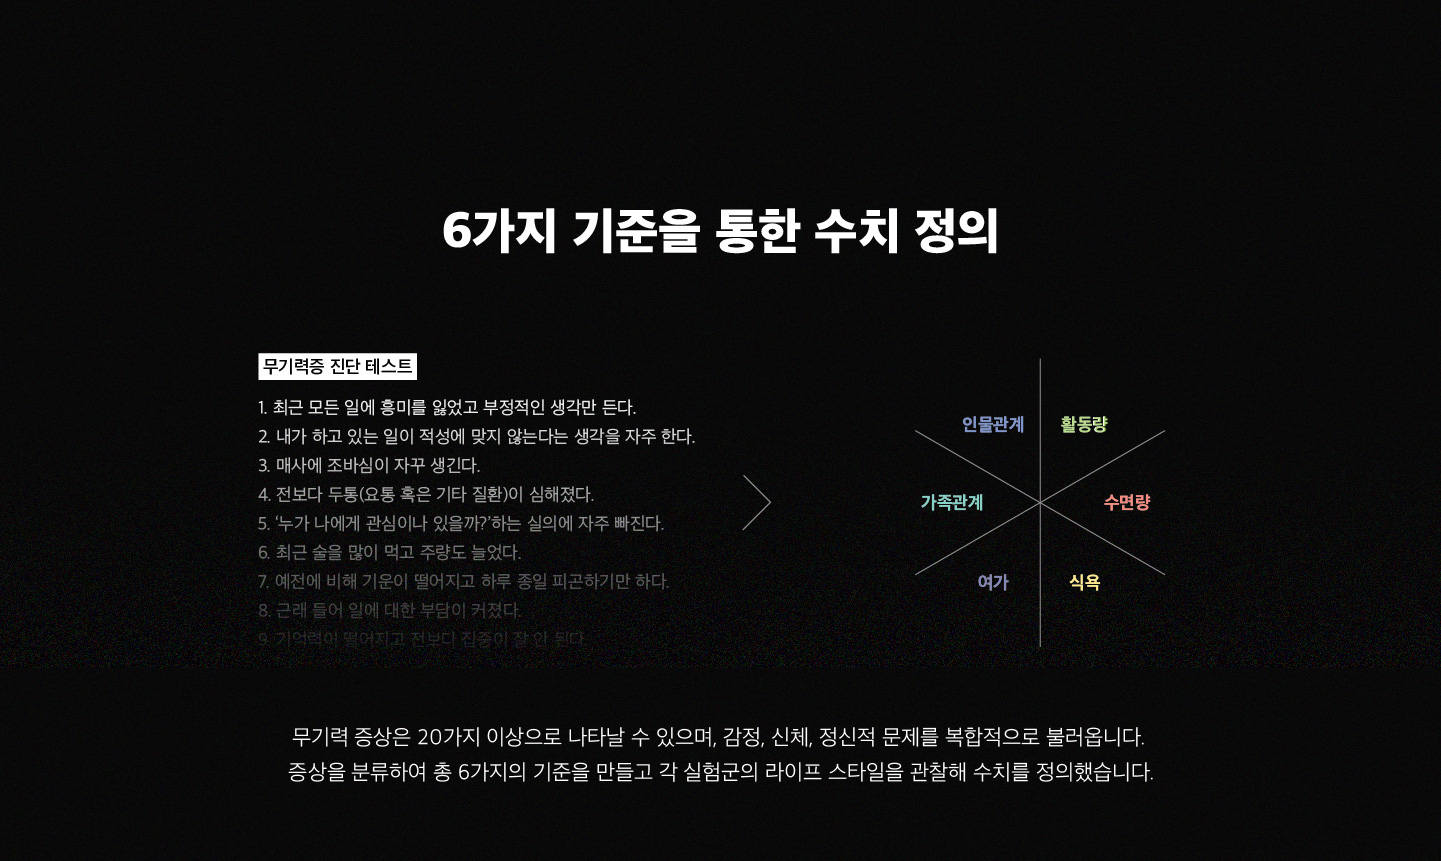 6가지 기준을 통한 수치 정의
무기력증 진단 테스트
1. 최근 모든 일에 흥미를 잃었고 부정적인 생각만 든다.
2. 내가 하고 있는 일이 적성에 맞지 않는다는 생각을 자주 한다.
3. 매사에 조바심이 자꾸 생긴다.
4. 전보다 두통(요통 혹은 기타 질환)이 심해졌다.
5. ‘누가 나에게 관심이나 있을까?’하는 실의에 자주 빠진다.
6. 최근 술을 많이 먹고 주량도 늘었다.
7. 예전에 비해 기운이 떨어지고 하루 종일 피곤하기만 하다.
8. 근래 들어 일에 대한 부담이 커졌다.
9. 기억력이 떨어지고 전보다 집중이 잘 안 된다.
인물관계 활동량
가족관계 수면량
여가 식욕
무기력 증상은 20가지 이상으로 나타날 수 있으며, 감정, 신체, 정신적 문제를 복합적으로 불러옵니다.
증상을 분류하여 총 6가지의 기준을 만들고 각 실험군의 라이프 스타일을 관찰해 수치를 정의했습니다.